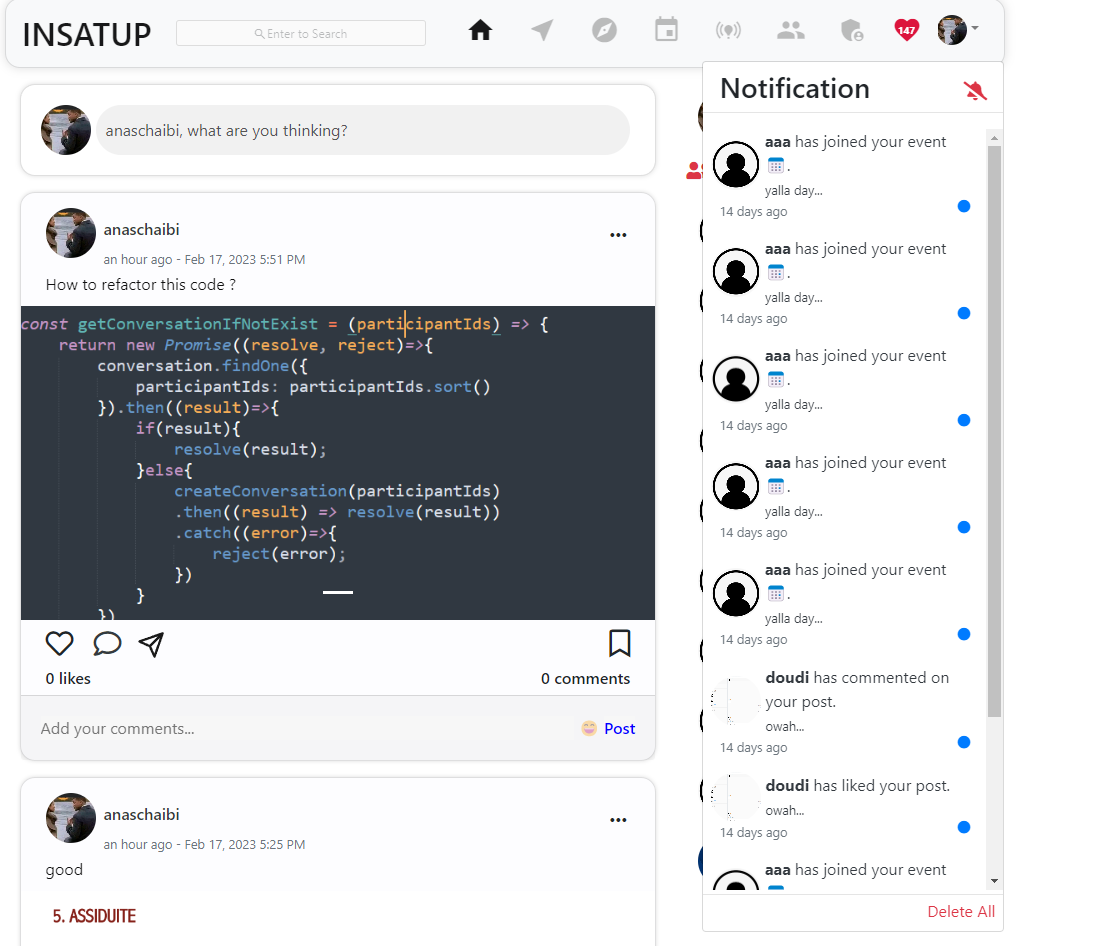 INSATUP
Enter to Search
147
anaschaibi, what are you thinking?
anaschaibi
an hour ago - Feb 17, 2023 5:51 PM
How to refactor this code ?
const getConversationIfNotExist = (participantIds) => {
return new Promise((resolve, reject)=>{
conversation.findOne({
participantIds: participantIds.sort()
}).then((result)=>{
if(result){
resolve(result);
}else{
createConversation(participantIds)
.then((result) => resolve(result))
.catch((error)=>{
reject(error);
})
}
})
0 likes
0 comments
Add your comments...
Post
anaschaibi
an hour ago - Feb 17, 2023 5:25 PM
good
5. ASSIDUITE
Notification
aaa has joined your event
.
yalla day...
14 days ago
aaa has joined your event
.
yalla day...
14 days ago
aaa has joined your event
.
yalla day...
14 days ago
aaa has joined your event
.
yalla day...
14 days ago
aaa has joined your event
.
yalla day...
14 days ago
doudi has commented on
your post.
owah...
14 days ago
doudi has liked your post.
owah...
14 days ago
aaa has joined your event
Delete All